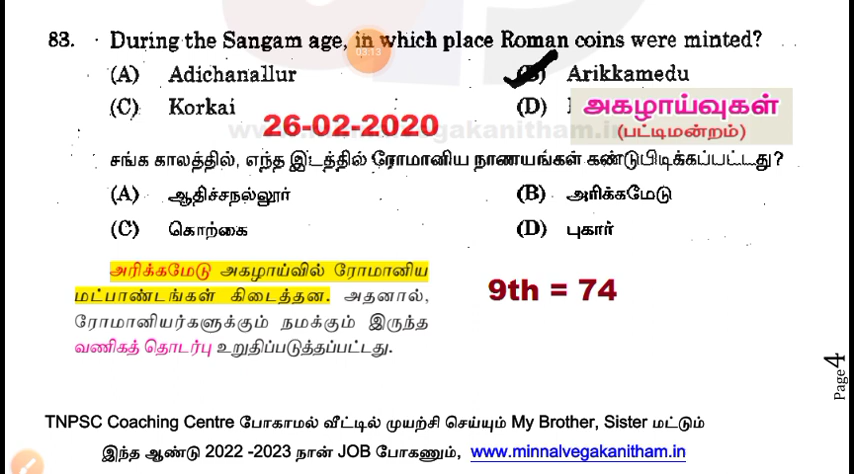 83. During the Sangam age, in which place Roman coins were minted?
03:13
(A) Adichanallur (B) Arikkamedu
(C) Korkai (D)
அகழாய்வுகள்
(பட்டிமன்றம்)
26-02-2020
சங்க காலத்தில், எந்த இடத்தில் ரோமானிய நாணயங்கள் கண்டுபிடிக்கப்பட்டது?
(A) ஆதிச்சநல்லூர் (B) அரிக்கமேடு
(C) கொற்கை (D) புகார்
அரிக்கமேடு அகழாய்வில் ரோமானிய
மட்பாண்டங்கள் கிடைத்தன. அதனால்,
ரோமானியர்களுக்கும் நமக்கும் இருந்த
வணிகத் தொடர்பு உறுதிப்படுத்தப்பட்டது.
9th = 74
Page 4
TNPSC Coaching Centre போகாமல் வீட்டில் முயற்சி செய்யும் My Brother, Sister மட்டும்
இந்த ஆண்டு 2022 -2023 நான் JOB போகணும், www.minnalvegakanitham.in